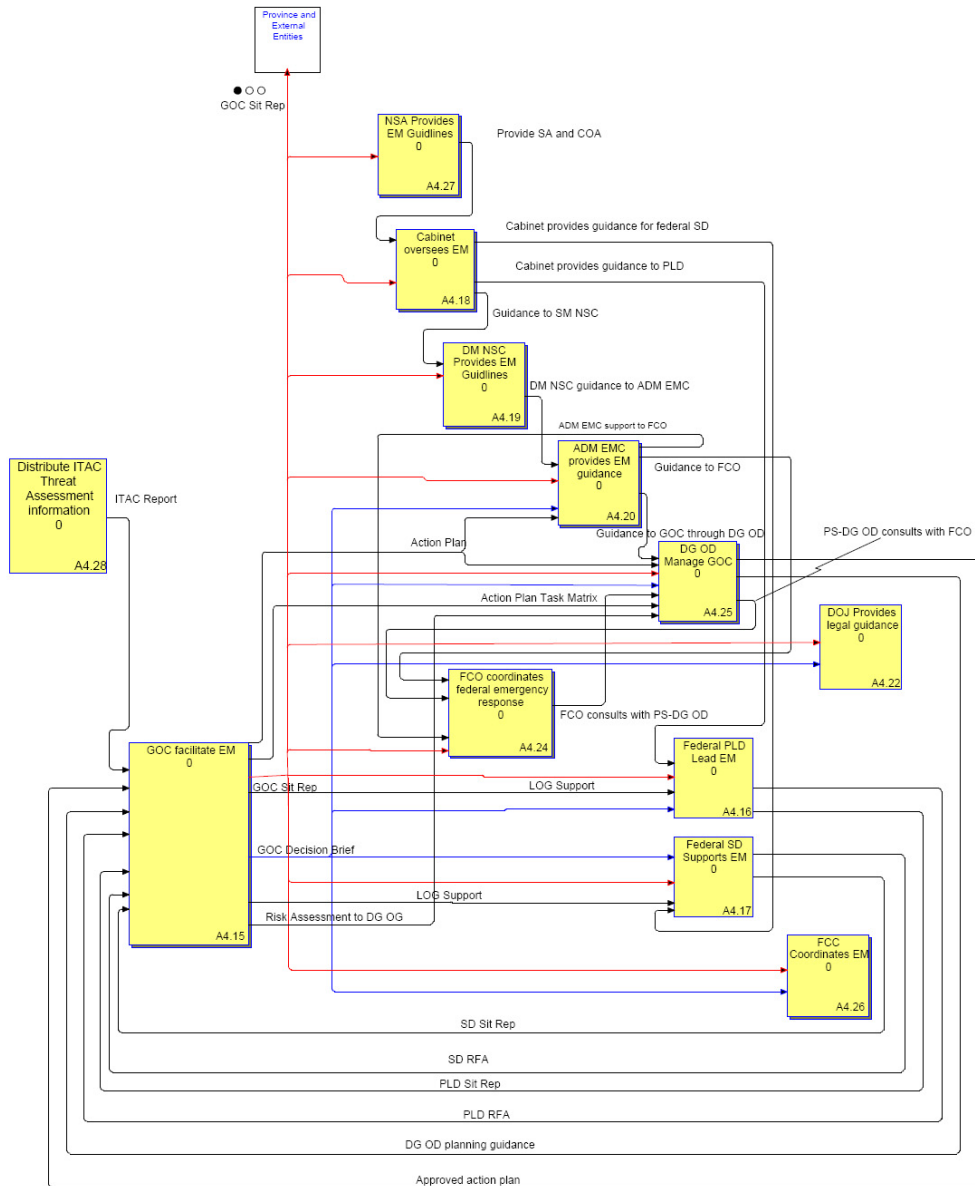 Province and
External
Entities
GOC Sit Rep
NSA Provides
EM Guidlines
0
A4.27
Provide SA and COA
Cabinet
oversees EM
0
A4.18
Cabinet provides guidance for federal SD
Cabinet provides guidance to PLD
Guidance to SM NSC
DM NSC
Provides EM
Guidlines
0
A4.19
DM NSC guidance to ADM EMC
ADM EMC support to FCO
ADM EMC
provides EM
guidance
0
A4.20
Guidance to FCO
Distribute ITAC
Threat
Assessment
information
0
A4.28
ITAC Report
Action Plan
Guidance to GOC through DG OD
PS-DG OD consults with FCO
DG OD
Manage GOC
0
A4.25
Action Plan Task Matrix
DOJ Provides
legal guidance
0
A4.22
FCO coordinates
federal emergency
response
0
A4.24
FCO consults with PS-DG OD
GOC facilitate EM
0
A4.15
Federal PLD
Lead EM
0
A4.16
GOC Sit Rep
LOG Support
GOC Decision Brief
Federal SD
Supports EM
0
A4.17
LOG Support
Risk Assessment to DG OG
FCC
Coordinates EM
0
A4.26
SD Sit Rep
SD RFA
PLD Sit Rep
PLD RFA
DG OD planning guidance
Approved action plan